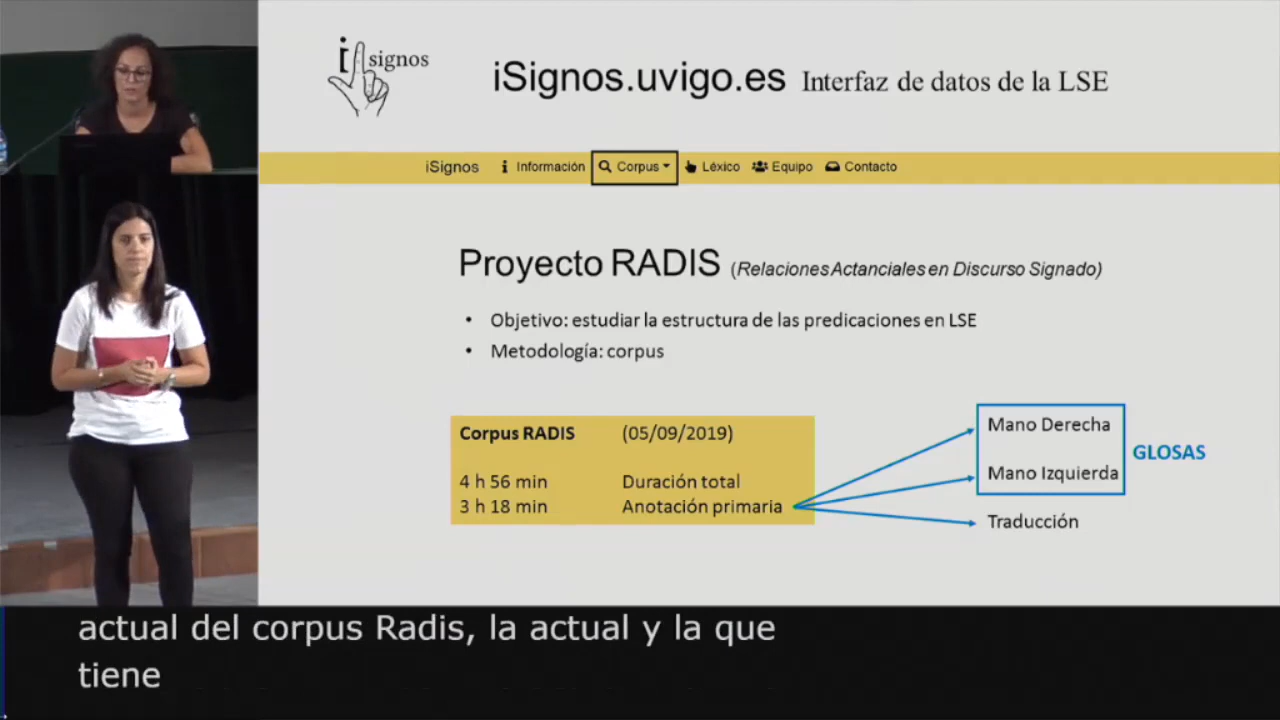 i signos
iSignos.uvigo.es Interfaz de datos de la LSE
iSignos Información Corpus Léxico Equipo Contacto
Proyecto RADIS (Relaciones Actanciales en Discurso Signado)
• Objetivo: estudiar la estructura de las predicaciones en LSE
• Metodología: corpus
Corpus RADIS (05/09/2019)
4 h 56 min Duración total
3 h 18 min Anotación primaria
Mano Derecha
Mano Izquierda
GLOSAS
Traducción
actual del corpus Radis, la actual y la que
tiene